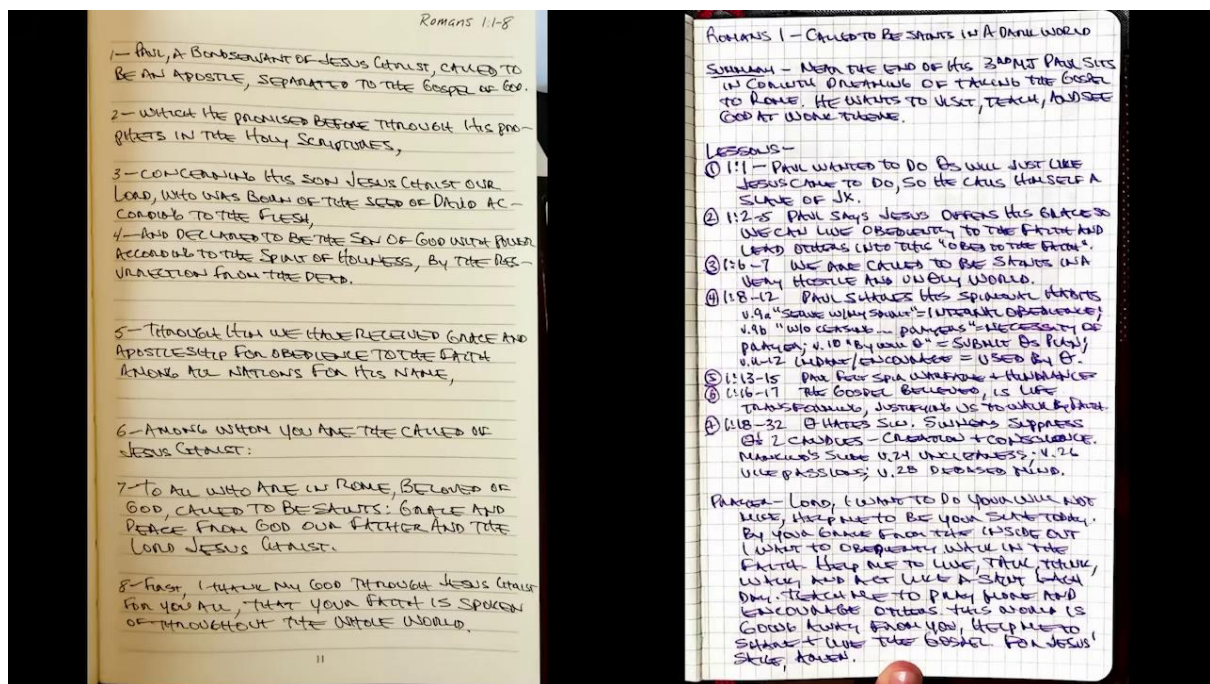 Romans 1:1-8
1– PAUL, A BONDSERVANT OF JESUS CHRIST, CALLED TO
BE AN APOSTLE, SEPARATED TO THE GOSPEL OF GOD.
2– WHICH HE PROMISED BEFORE THROUGH HIS PRO-
PHETS IN THE HOLY SCRIPTURES,
3– CONCERNING HIS SON JESUS CHRIST OUR
LORD, WHO WAS BORN OF THE SEED OF DAVID AC-
CORDING TO THE FLESH,
4– AND DECLARED TO BE THE SON OF GOD WITH POWER
ACCORDING TO THE SPIRIT OF HOLINESS, BY THE RES-
URRECTION FROM THE DEAD.
5– THROUGH HIM WE HAVE RECEIVED GRACE AND
APOSTLESHIP FOR OBEDIENCE TO THE FAITH
AMONG ALL NATIONS FOR HIS NAME,
6– AMONG WHOM YOU ARE THE CALLED OF
JESUS CHRIST:
7– TO ALL WHO ARE IN ROME, BELOVED OF
GOD, CALLED TO BE SAINTS: GRACE AND
PEACE FROM GOD OUR FATHER AND THE
LORD JESUS CHRIST.
8– FIRST, I THANK MY GOD THROUGH JESUS CHRIST
FOR YOU ALL, THAT YOUR FAITH IS SPOKEN
OF THROUGHOUT THE WHOLE WORLD.
11
ROMANS 1 – CALLED TO BE SAINTS IN A DARK WORLD
SUMMARY – NEAR THE END OF HIS 3RD MJ PAUL SITS
IN CORINTH DREAMING OF TAKING THE GOSPEL
TO ROME. HE WANTS TO VISIT, TEACH, AND SEE
GOD AT WORK THERE.
LESSONS –
① 1:1 – PAUL WANTED TO DO Θs WILL JUST LIKE
JESUS CAME TO DO, SO HE CALLS HIMSELF A
SLAVE OF JX.
② 1:2-5 PAUL SAYS JESUS OFFERS HIS GRACE SO
WE CAN LIVE OBEDIENTLY TO THE FAITH AND
LEAD OTHERS INTO THIS "OBED TO THE FAITH".
③ 1:6-7 WE ARE CALLED TO BE SAINTS IN A
VERY HOSTILE AND UNHOLY WORLD.
④ 1:8-12 PAUL SHARES HIS SPIRITUAL HABITS
v.9a "SERVE W/MY SPIRIT" = INTERNAL OBEDIENCE;
v.9b "W/O CEASING... PRAYERS" = NECESSITY OF
PRAYER; v.10 "BY WILL Θ" = SUBMIT Θs PLAN;
v.11-12 IMPART/ENCOURAGE = USED BY Θ.
⑤ 1:13-15 PAUL FELT SPIR WARFARE + HINDRANCE
⑥ 1:16-17 THE GOSPEL BELIEVED, IS LIFE
TRANSFORMING, JUSTIFYING US TO WALK BY FAITH.
⑦ 1:18-32 Θ HATES SIN. SINNERS SUPPRESS
Θs 2 CANDLES – CREATION + CONSCIENCE.
MANKIND'S SLIDE V.24 UNCLEANESS; V.26
VILE PASSIONS; V.28 DEBASED MIND.
PRAYER – LORD, I WANT TO DO YOUR WILL NOT
MINE, HELP ME TO BE YOUR SLAVE TODAY.
BY YOUR GRACE FROM THE INSIDE OUT
I WANT TO OBEDIENTLY WALK IN THE
FAITH. HELP ME TO LIVE, TALK, THINK,
WALK, AND ACT LIKE A SAINT EACH
DAY. TEACH ME TO PRAY MORE AND
ENCOURAGE OTHERS. THIS WORLD IS
GOING AWAY FROM YOU, HELP ME TO
SHARE + LIVE THE GOSPEL FOR JESUS'
SAKE, AMEN.